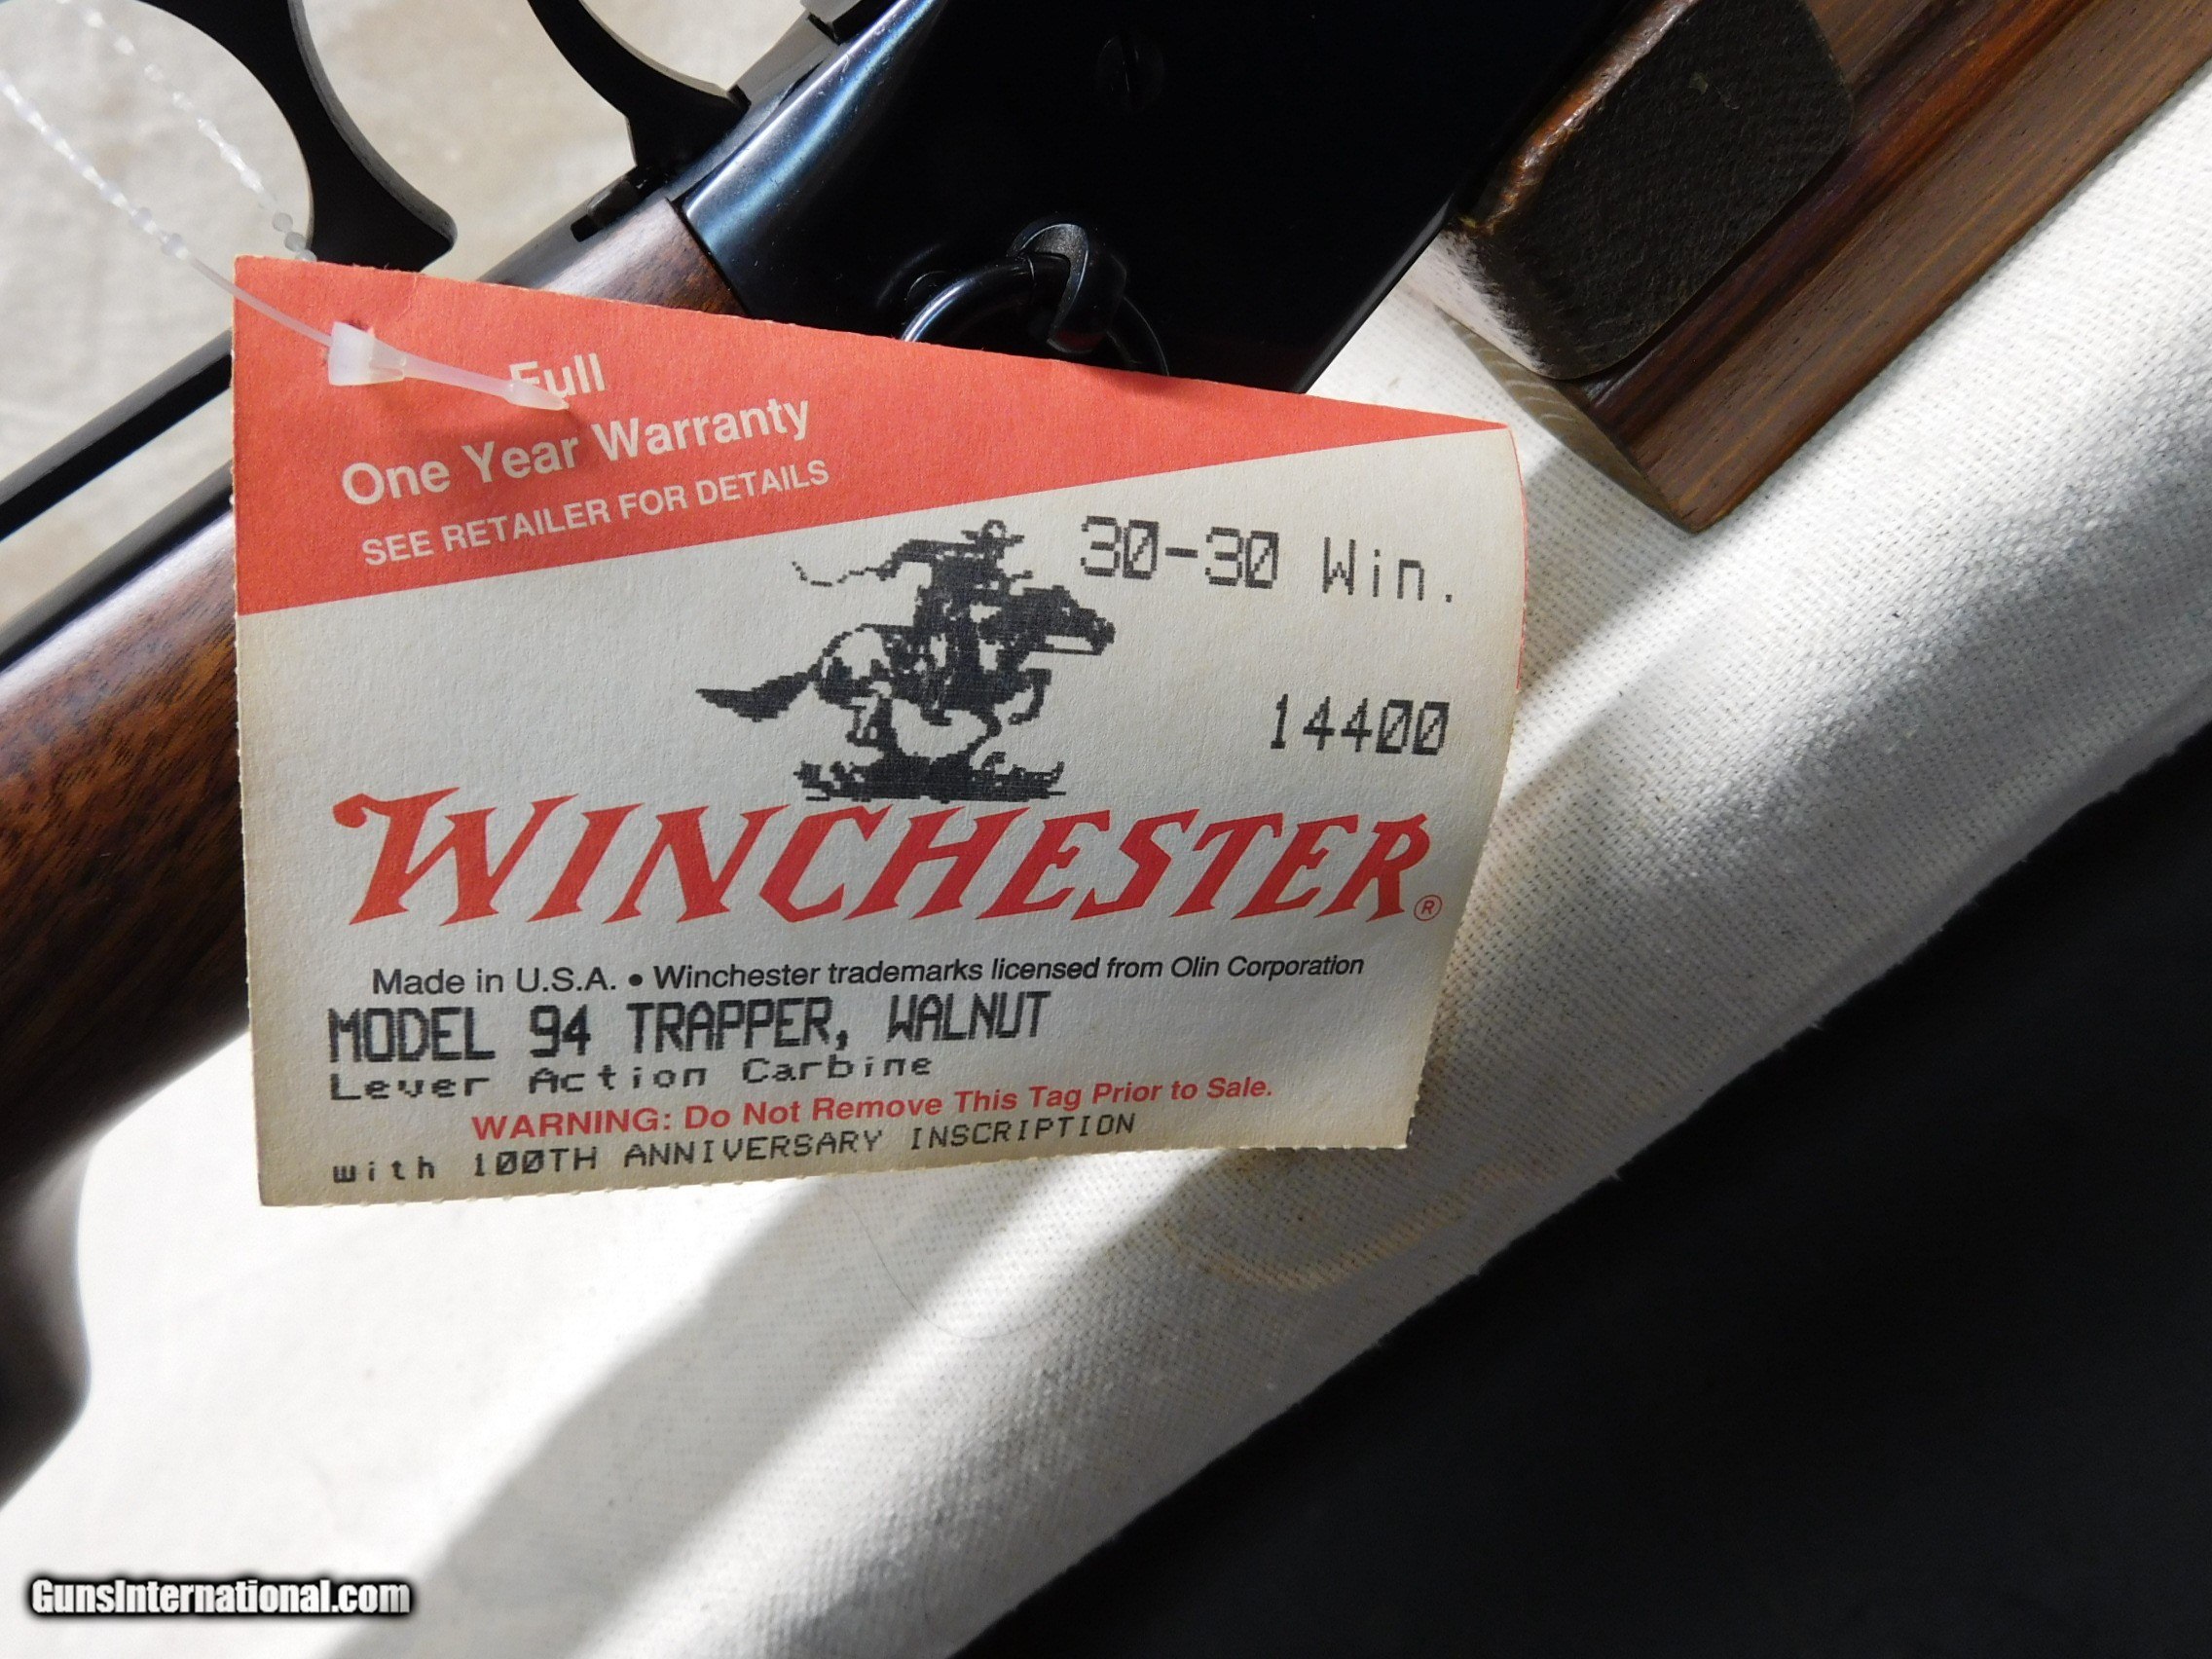 Full
One Year Warranty
SEE RETAILER FOR DETAILS
30-30 Win.
14400
WINCHESTER®
Made in U.S.A. • Winchester trademarks licensed from Olin Corporation
MODEL 94 TRAPPER, WALNUT
Lever Action Carbine
WARNING: Do Not Remove This Tag Prior to Sale.
with 100TH ANNIVERSARY INSCRIPTION
GunsInternational.com